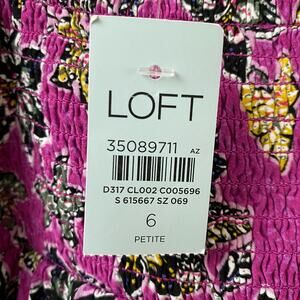 LOFT
35089711 AZ
D317 CL002 C005696
S 615667 SZ 069
6
PETITE